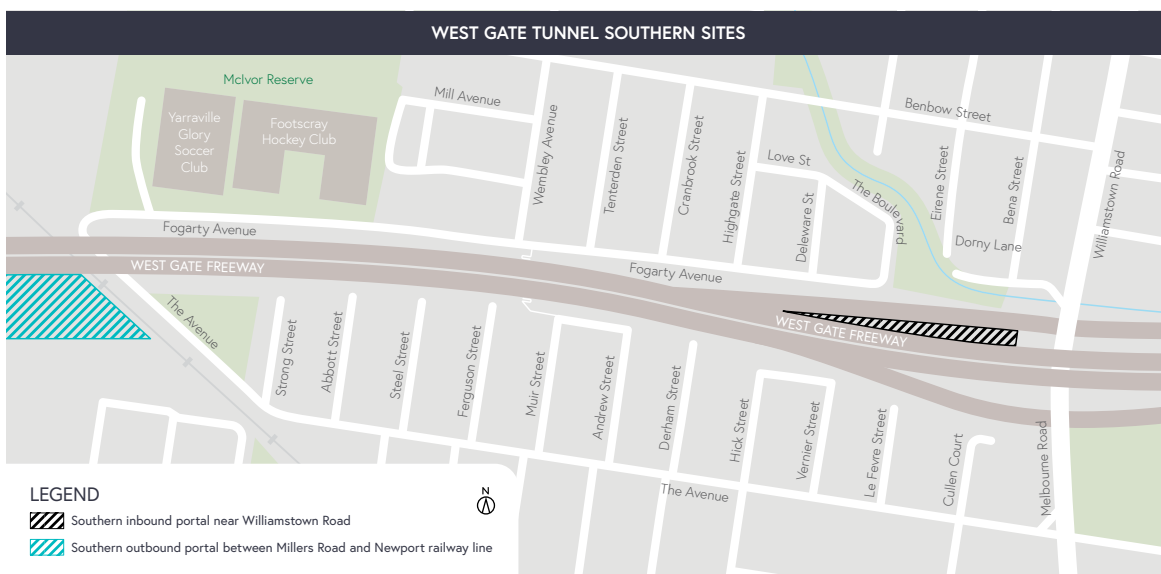 WEST GATE TUNNEL SOUTHERN SITES
McIvor Reserve
Yarraville
Glory
Soccer
Club
Footscray
Hockey Club
Mill Avenue
Wembley Avenue
Tenterden Street
Cranbrook Street
Highgate Street
Love St
Deleware St
The Boulevard
Benbow Street
Eirene Street
Bena Street
Dorny Lane
Williamstown Road
Fogarty Avenue
WEST GATE FREEWAY
Fogarty Avenue
WEST GATE FREEWAY
The Avenue
Strong Street
Abbott Street
Steel Street
Ferguson Street
Muir Street
Andrew Street
Derham Street
Hick Street
Vernier Street
Le Fevre Street
Cullen Court
Melbourne Road
The Avenue
LEGEND
N
Southern inbound portal near Williamstown Road
Southern outbound portal between Millers Road and Newport railway line